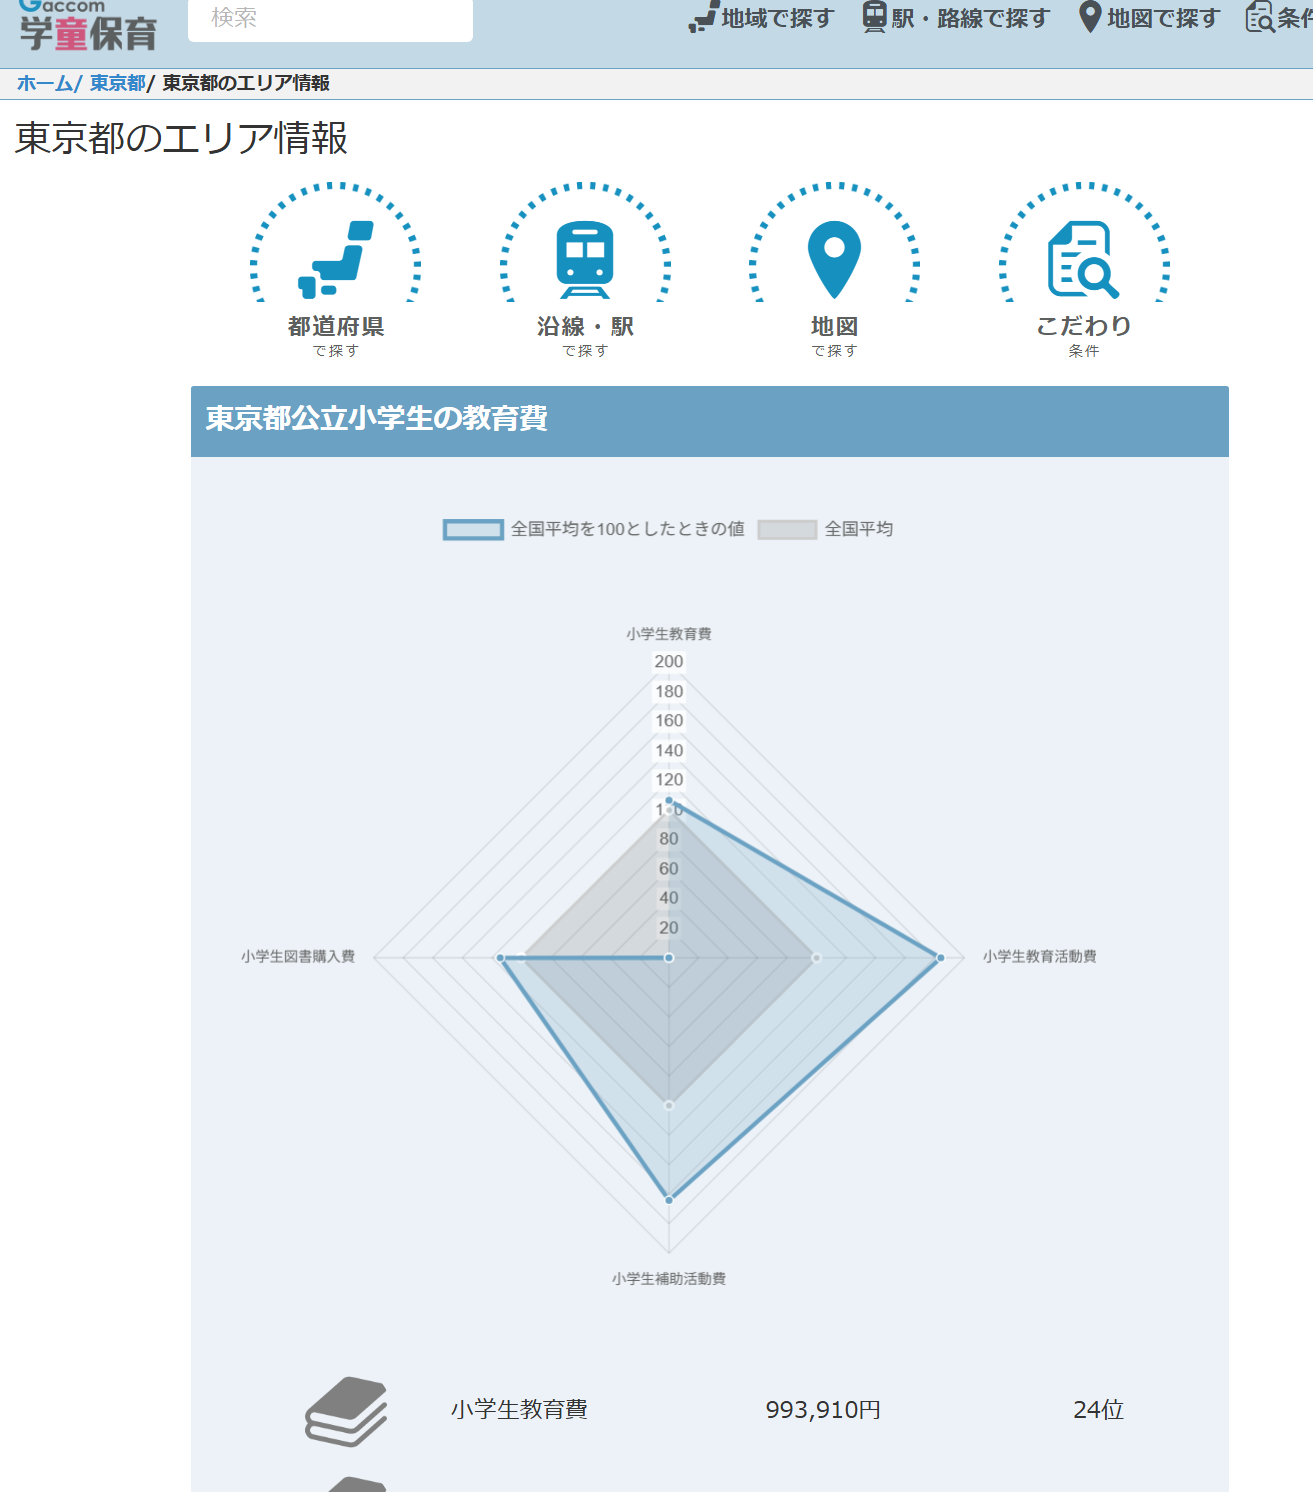 Gaccom
学童保育
検索
地域で探す
駅・路線で探す
地図で探す
条件
ホーム/ 東京都/ 東京都のエリア情報
東京都のエリア情報
都道府県
で探す
沿線・駅
で探す
地図
で探す
こだわり
条件
東京都公立小学生の教育費
全国平均を100としたときの値
全国平均
小学生教育費
200
180
160
140
120
100
80
60
40
20
小学生図書購入費
小学生教育活動費
小学生補助活動費
小学生教育費 993,910円 24位